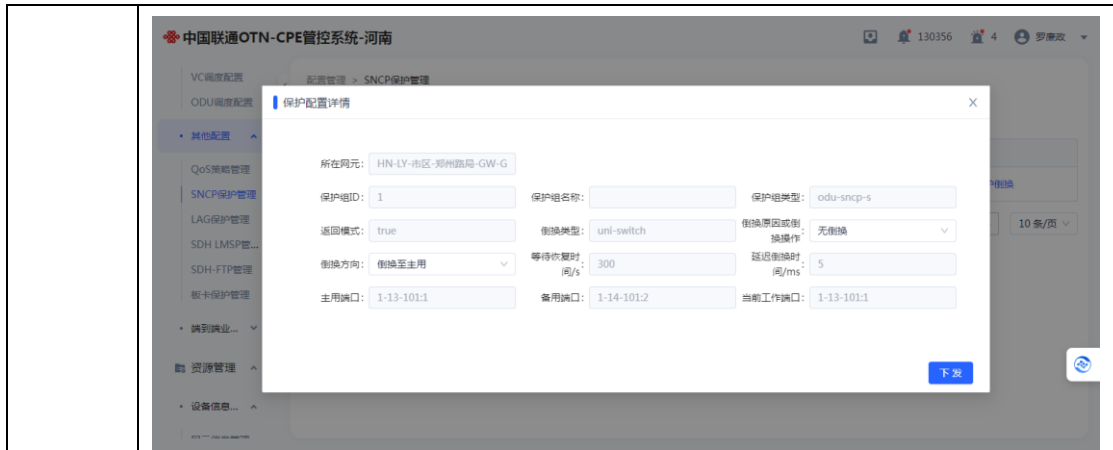 中国联通OTN-CPE管控系统-河南
130356
4
罗康政
VC调度配置
配置管理 > SNCP保护管理
ODU调度配置
保护配置详情
其他配置
所在网元: HN-LY-市区-郑州路局-GW-G
QoS策略管理
SNCP保护管理
保护组ID: 1
保护组名称:
保护组类型: odu-sncp-s
LAG保护管理
返回模式: true
倒换类型: uni-switch
倒换原因或倒换操作: 无倒换
10 条/页
SDH LMSP管...
SDH-FTP管理
倒换方向: 倒换至主用
等待恢复时间/s: 300
延迟倒换时间/ms: 5
板卡保护管理
主用端口: 1-13-101:1
备用端口: 1-14-101:2
当前工作端口: 1-13-101:1
端到端业...
资源管理
下发
设备信息...